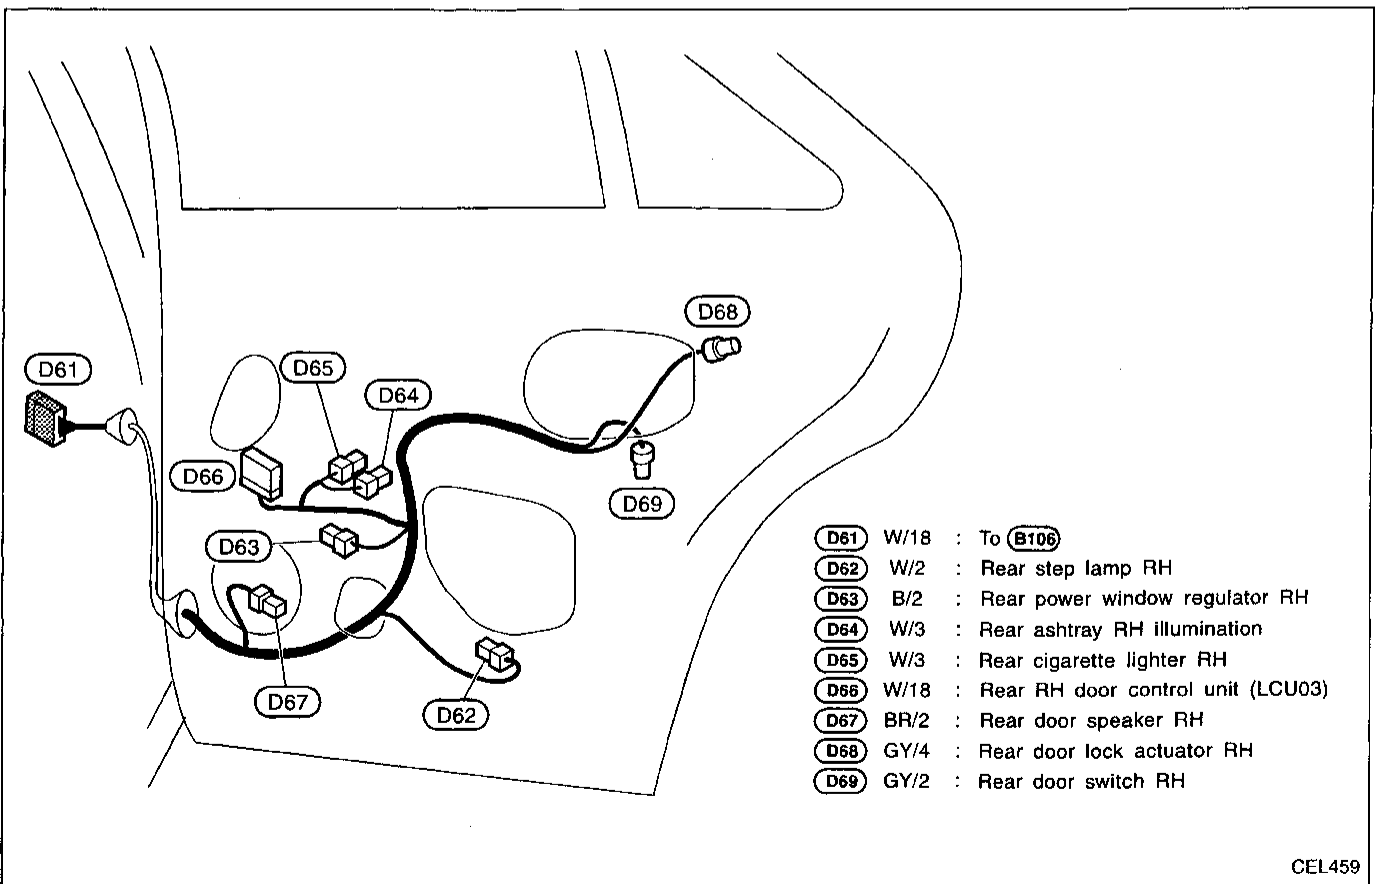 D68
D65
D61
D64
D66
D69
D63
D67
D62
D61 W/18 : To B106
D62 W/2 : Rear step lamp RH
D63 B/2 : Rear power window regulator RH
D64 W/3 : Rear ashtray RH illumination
D65 W/3 : Rear cigarette lighter RH
D66 W/18 : Rear RH door control unit (LCU03)
D67 BR/2 : Rear door speaker RH
D68 GY/4 : Rear door lock actuator RH
D69 GY/2 : Rear door switch RH
CEL459